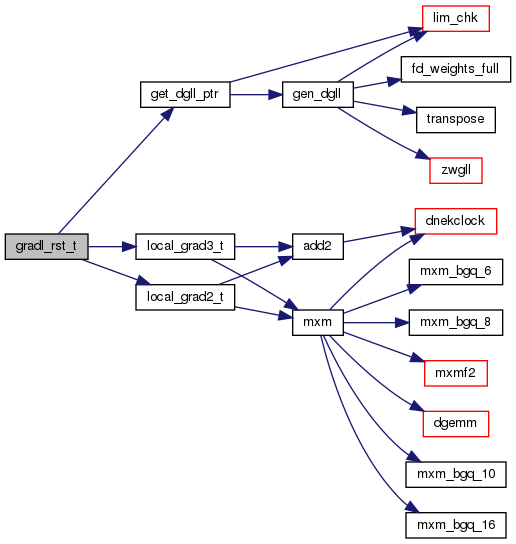 lim_chk
get_dgll_ptr
gen_dgll
fd_weights_full
transpose
zwgll
gradl_rst_t
local_grad3_t
add2
dnekclock
local_grad2_t
mxm
mxm_bgq_6
mxm_bgq_8
mxmf2
dgemm
mxm_bgq_10
mxm_bgq_16